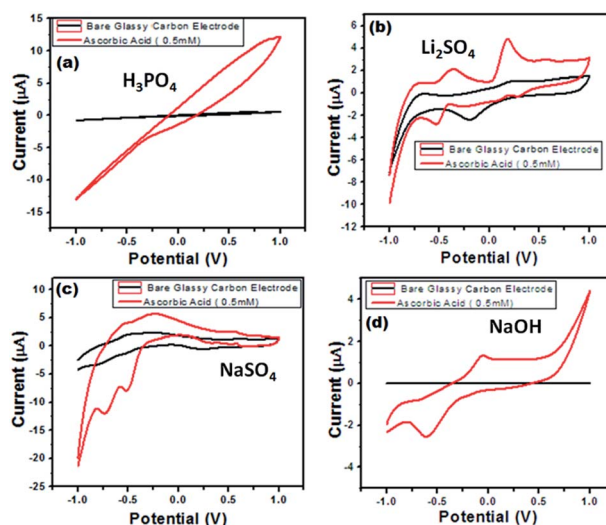 (a)
Bare Glassy Carbon Electrode
Ascorbic Acid ( 0.5mM)
H₃PO₄
Current (µA)
15
10
5
0
-5
-10
-15
-1.0 -0.5 0.0 0.5 1.0
Potential (V)
(b)
Li₂SO₄
Bare Glassy Carbon Electrode
Ascorbic Acid ( 0.5mM)
Current (µA)
6
4
2
0
-2
-4
-6
-8
-10
-12
-1.0 -0.5 0.0 0.5 1.0
Potential (V)
(c)
Bare Glassy Carbon Electrode
Ascorbic Acid ( 0.5mM)
NaSO₄
Current (µA)
15
10
5
0
-5
-10
-15
-20
-25
-1.0 -0.5 0.0 0.5 1.0
Potential (V)
Bare Glassy Carbon Electrode
Ascorbic Acid ( 0.5mM)
(d)
NaOH
Current (µA)
4
2
0
-2
-4
-1.0 -0.5 0.0 0.5 1.0
Potential (V)